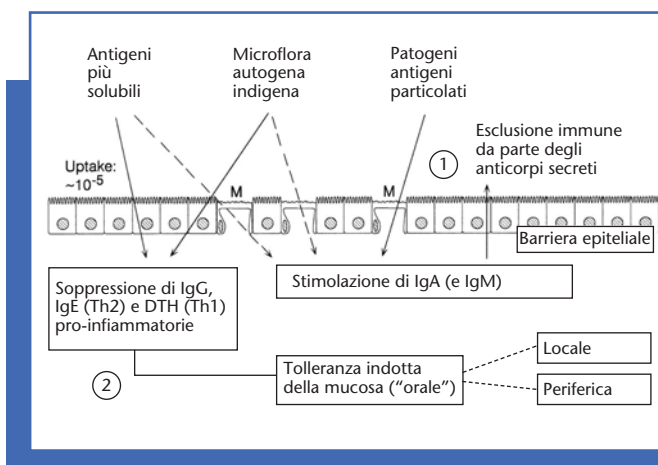 Antigeni
più
solubili
Microflora
autogena
indigena
Patogeni
antigeni
particolati
Esclusione immune
da parte degli
anticorpi secreti
1
Uptake:
~10-5
M
M
Barriera epiteliale
Soppressione di IgG,
IgE (Th2) e DTH (Th1)
pro-infiammatorie
Stimolazione di IgA (e IgM)
2
Tolleranza indotta
della mucosa (“orale”)
Locale
Periferica